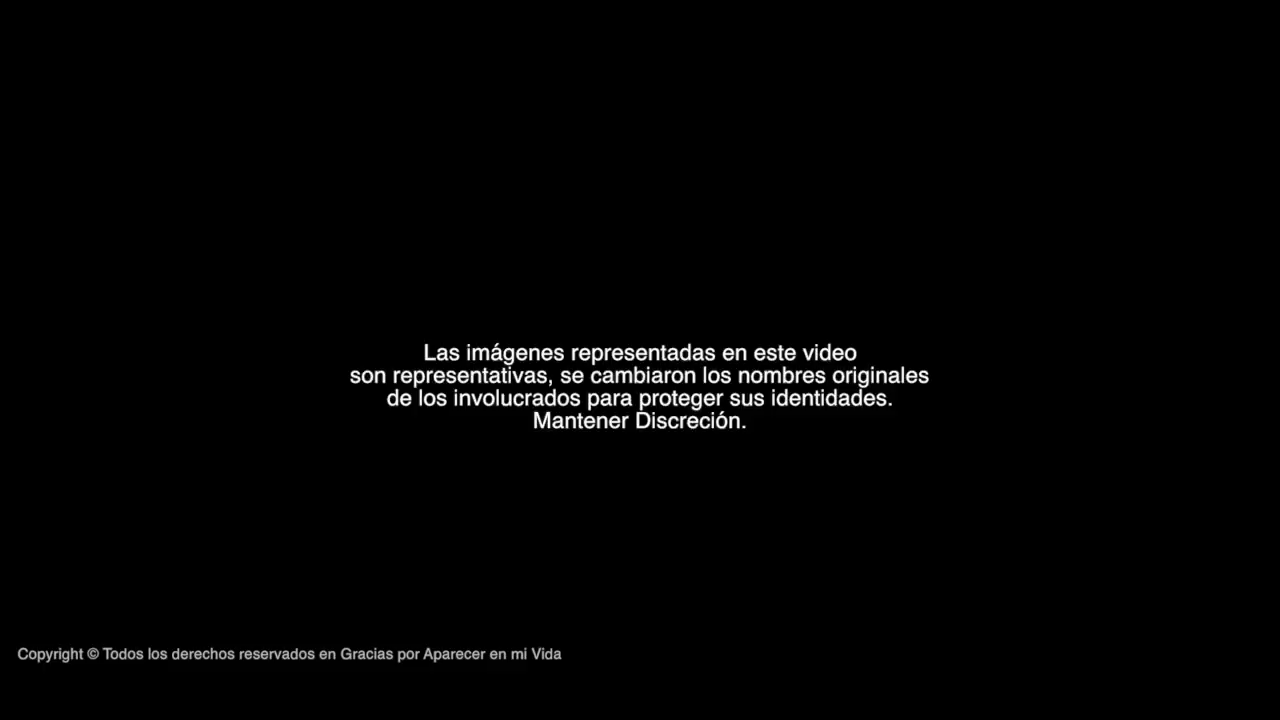 Las imágenes representadas en este video
son representativas, se cambiaron los nombres originales
de los involucrados para proteger sus identidades.
Mantener Discreción.
Copyright © Todos los derechos reservados en Gracias por Aparecer en mi Vida